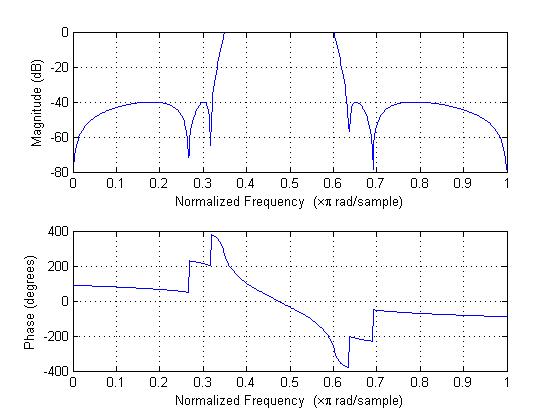 0
-20
-40
-60
-80
Magnitude (dB)
0 0.1 0.2 0.3 0.4 0.5 0.6 0.7 0.8 0.9 1
Normalized Frequency (×π rad/sample)
400
200
0
-200
-400
Phase (degrees)
0 0.1 0.2 0.3 0.4 0.5 0.6 0.7 0.8 0.9 1
Normalized Frequency (×π rad/sample)